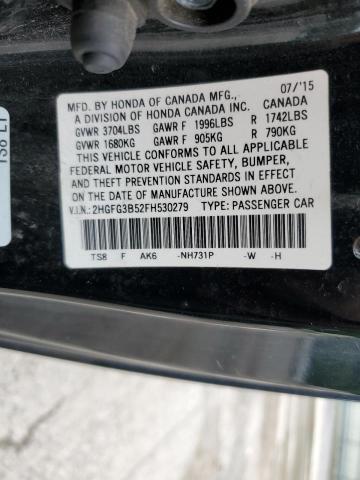 MFD. BY HONDA OF CANADA MFG., 07/'15
A DIVISION OF HONDA CANADA INC. CANADA
GVWR 3704LBS GAWR F 1996LBS R 1742LBS
GVWR 1680KG GAWR F 905KG R 790KG
THIS VEHICLE CONFORMS TO ALL APPLICABLE
FEDERAL MOTOR VEHICLE SAFETY, BUMPER,
AND THEFT PREVENTION STANDARDS IN EFFECT
ON THE DATE OF MANUFACTURE SHOWN ABOVE.
V.I.N.: 2HGFG3B52FH530279 TYPE: PASSENGER CAR
TS8 F AK6 -NH731P -W -H